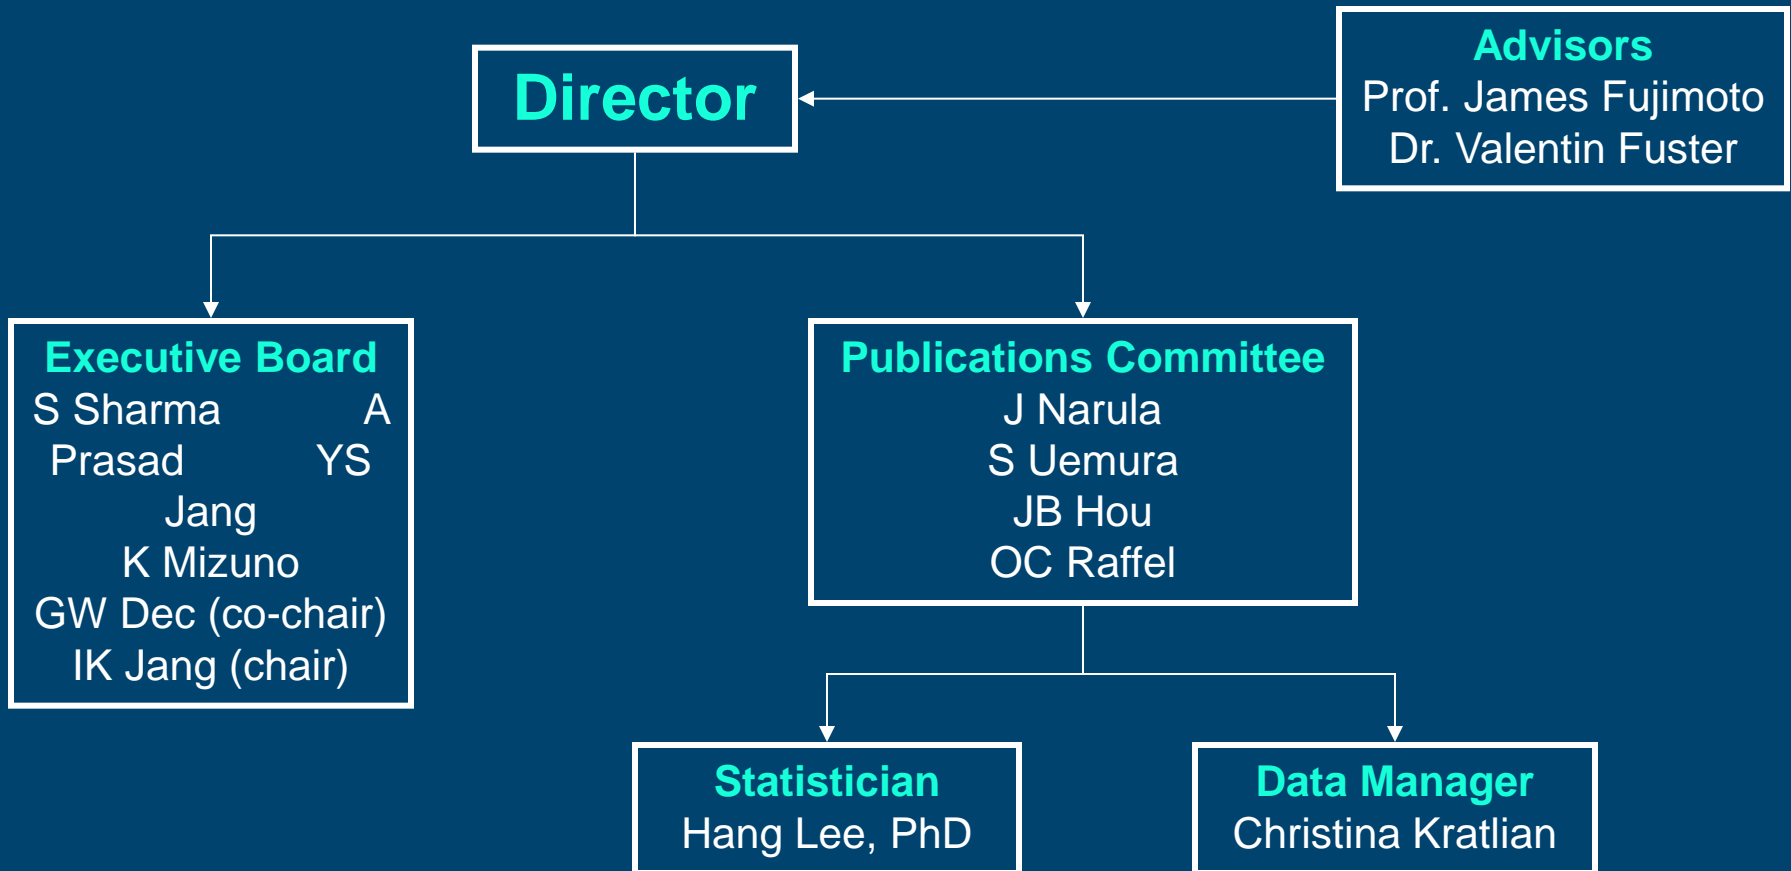 Director
Advisors
Prof. James Fujimoto
Dr. Valentin Fuster
Executive Board
S Sharma A
Prasad YS
Jang
K Mizuno
GW Dec (co-chair)
IK Jang (chair)
Publications Committee
J Narula
S Uemura
JB Hou
OC Raffel
Statistician
Hang Lee, PhD
Data Manager
Christina Kratlian